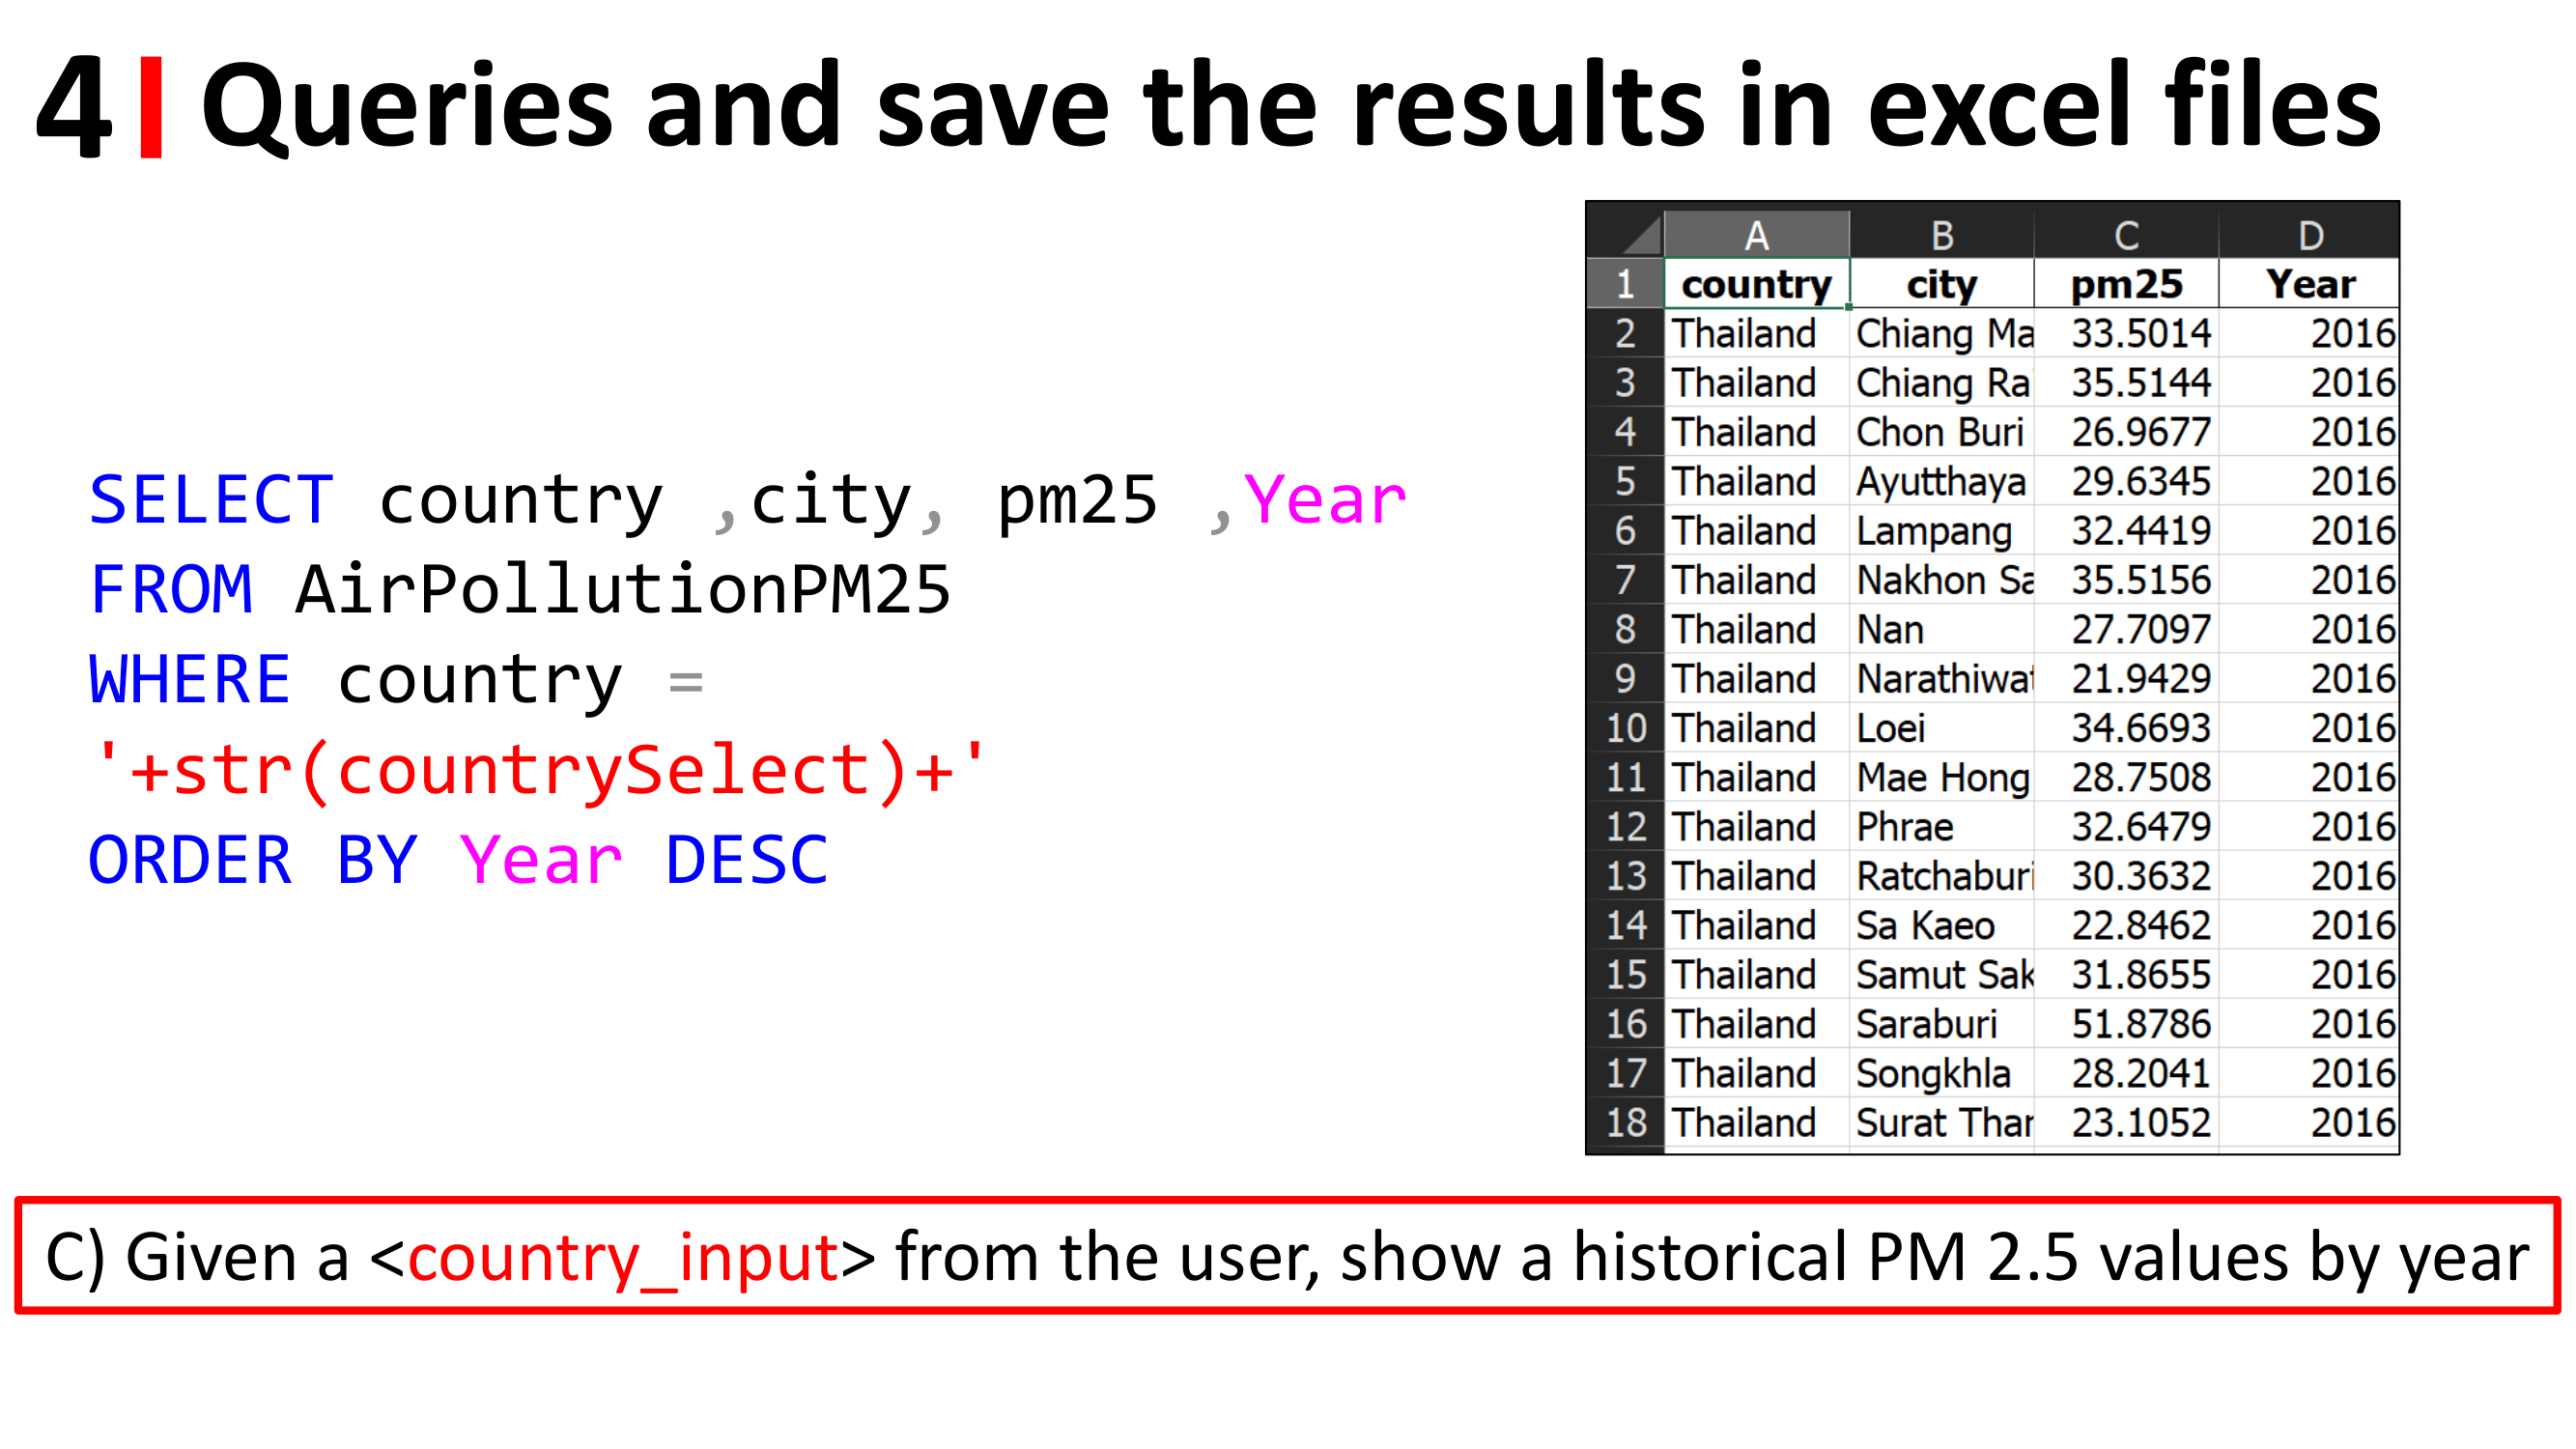 4 Queries and save the results in excel files
SELECT country ,city, pm25 ,Year
FROM AirPollutionPM25
WHERE country =
'+str(countrySelect)+'
ORDER BY Year DESC
A B C D
1 country city pm25 Year
2 Thailand Chiang Ma 33.5014 2016
3 Thailand Chiang Ra 35.5144 2016
4 Thailand Chon Buri 26.9677 2016
5 Thailand Ayutthaya 29.6345 2016
6 Thailand Lampang 32.4419 2016
7 Thailand Nakhon Sa 35.5156 2016
8 Thailand Nan 27.7097 2016
9 Thailand Narathiwat 21.9429 2016
10 Thailand Loei 34.6693 2016
11 Thailand Mae Hong 28.7508 2016
12 Thailand Phrae 32.6479 2016
13 Thailand Ratchaburi 30.3632 2016
14 Thailand Sa Kaeo 22.8462 2016
15 Thailand Samut Sak 31.8655 2016
16 Thailand Saraburi 51.8786 2016
17 Thailand Songkhla 28.2041 2016
18 Thailand Surat Than 23.1052 2016
C) Given a <country_input> from the user, show a historical PM 2.5 values by year